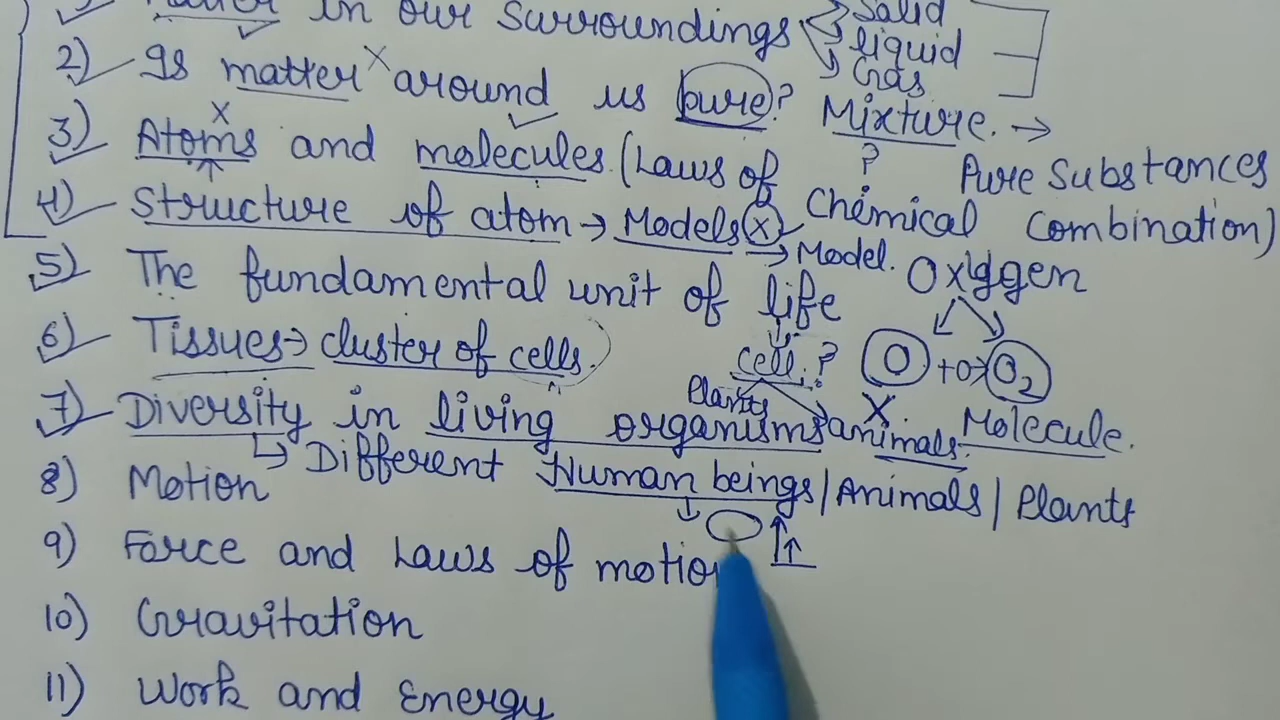 Matter in our surroundings Solid
liquid
Gas
2) Is matter x around us pure? Mixture. →
?
Pure Substances
x
3) Atoms and molecules. (Laws of
Chemical Combination)
4) Structure of atom → Models (x)
→ Model.
Oxyggen
5) The fundamental unit of life
cell. ?
O +O→ O2
6) Tissues → cluster of cells.
Plants
animals.
x Molecule.
7) Diversity in living organisms
Different Human beings/Animals/Plants
8) Motion
9) Force and Laws of motion
10) Gravitation
11) Work and Energy